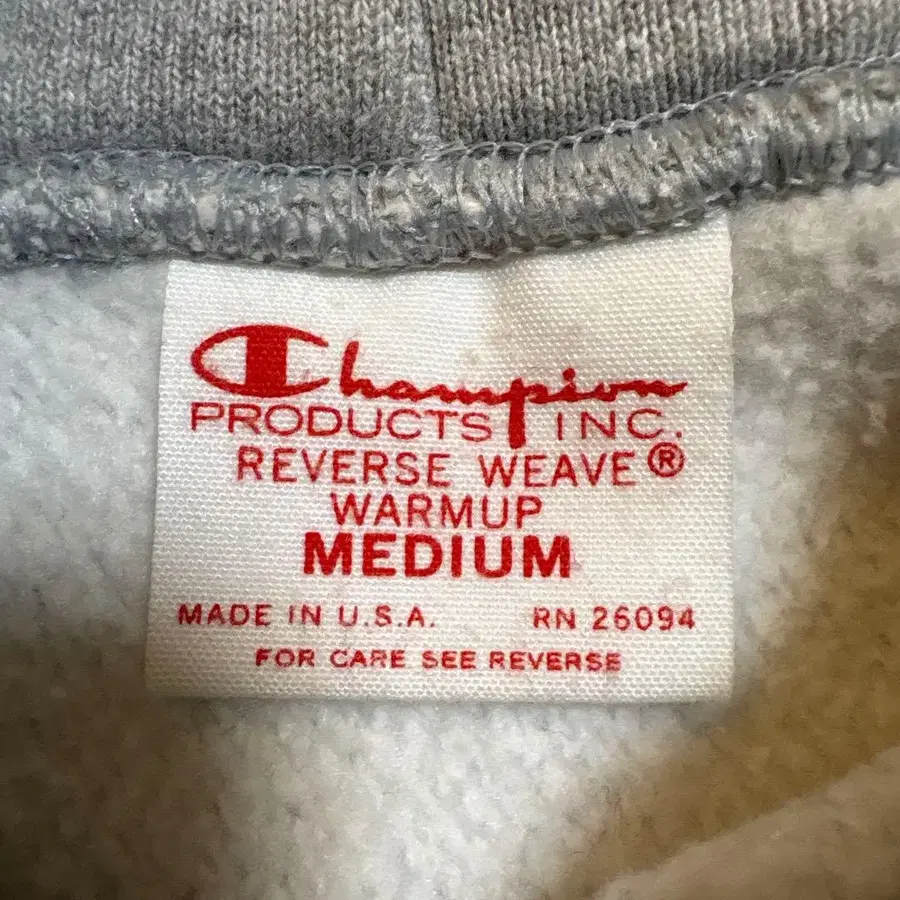 Champion
PRODUCTS INC.
REVERSE WEAVE®
WARMUP
MEDIUM
MADE IN U.S.A. RN 26094
FOR CARE SEE REVERSE